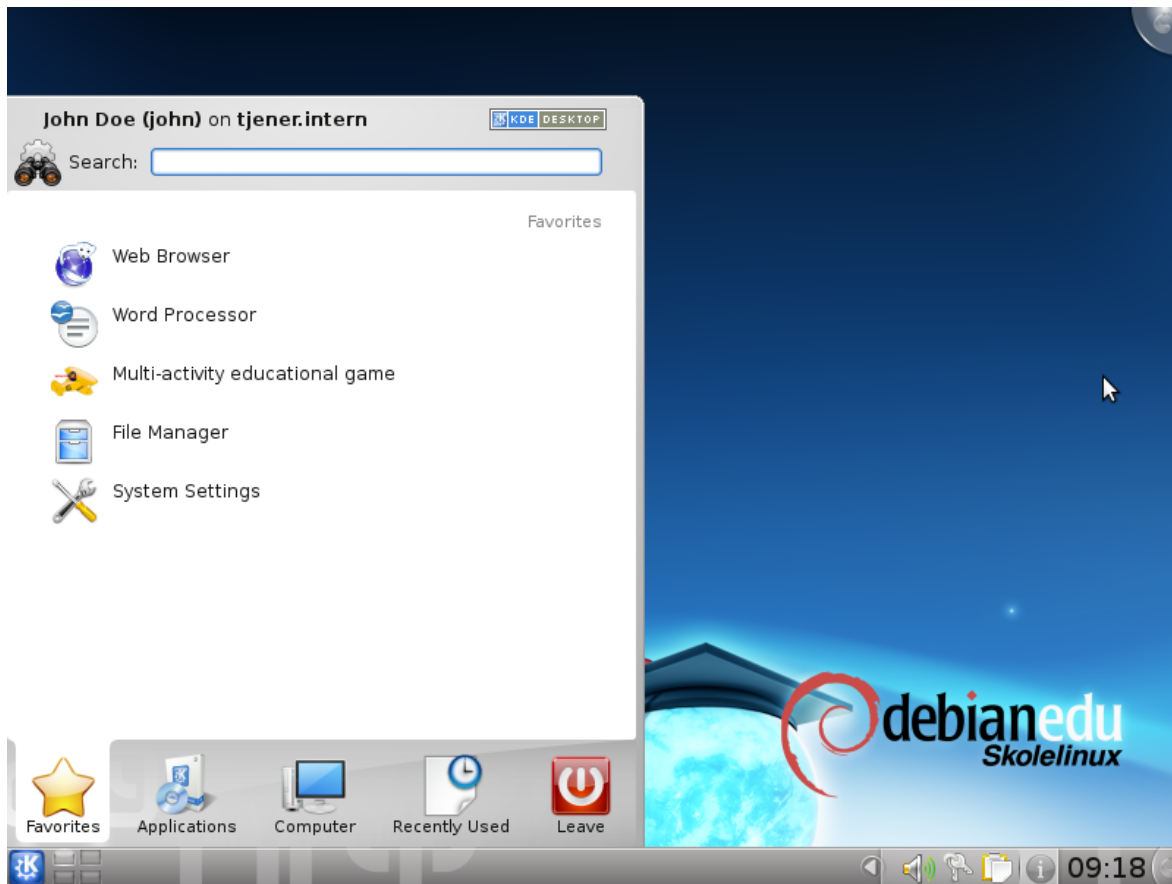 John Doe (john) on tjener.intern
KDE DESKTOP
Search:
Favorites
Web Browser
Word Processor
Multi-activity educational game
File Manager
System Settings
debianedu
Skolelinux
Favorites
Applications
Computer
Recently Used
Leave
09:18